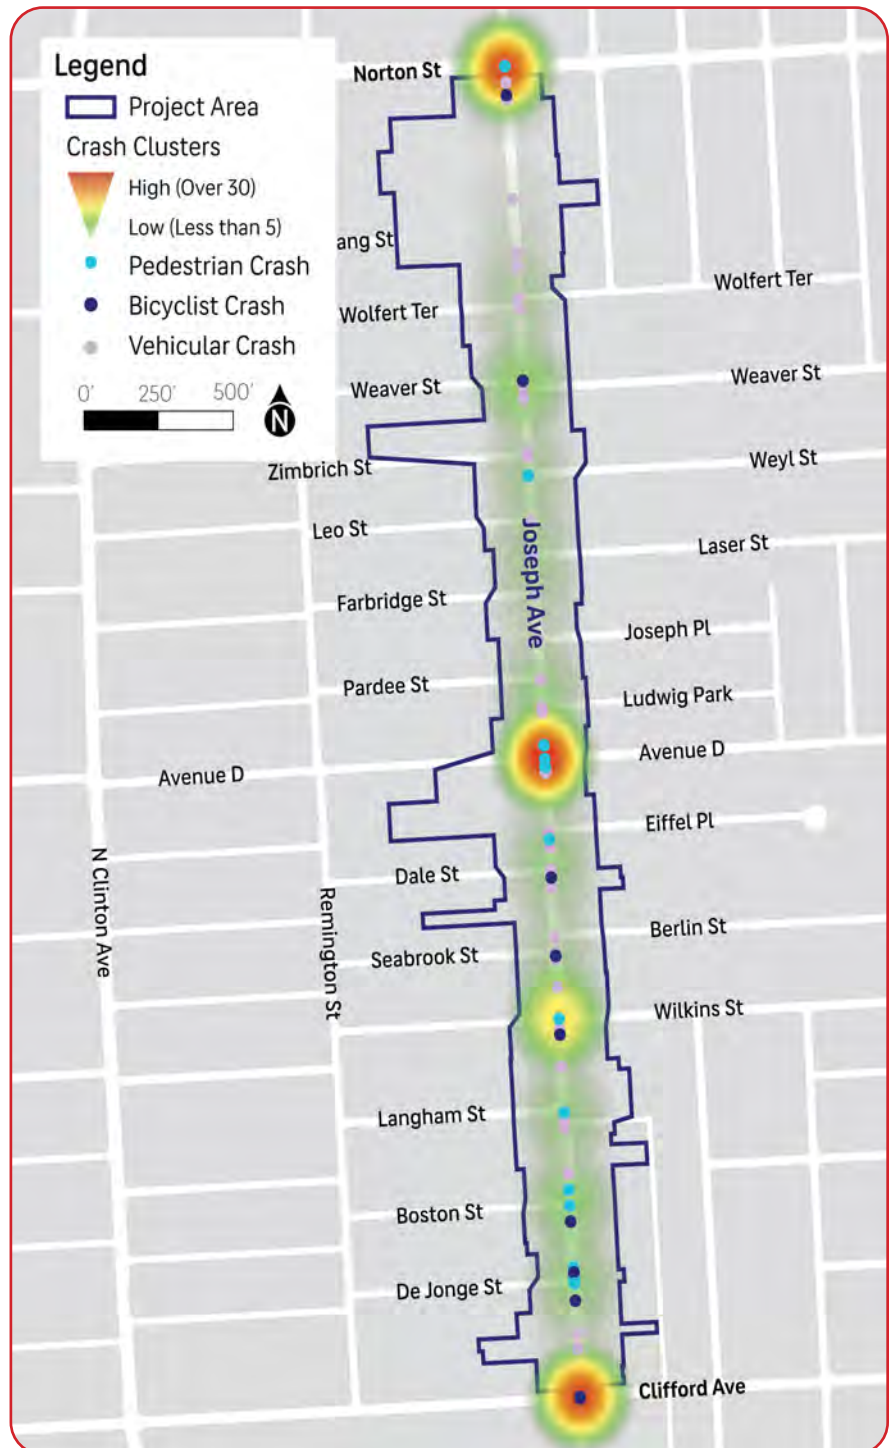 Legend
Project Area
Crash Clusters
High (Over 30)
Low (Less than 5)
Pedestrian Crash
Bicyclist Crash
Vehicular Crash
0' 250' 500'
N
Norton St
ang St
Wolfert Ter
Wolfert Ter
Weaver St
Weaver St
Zimbrich St
Weyl St
Leo St
Laser St
Joseph Ave
Farbridge St
Joseph Pl
Pardee St
Ludwig Park
Avenue D
Avenue D
Eiffel Pl
N Clinton Ave
Remington St
Dale St
Berlin St
Seabrook St
Wilkins St
Langham St
Boston St
De Jonge St
Clifford Ave